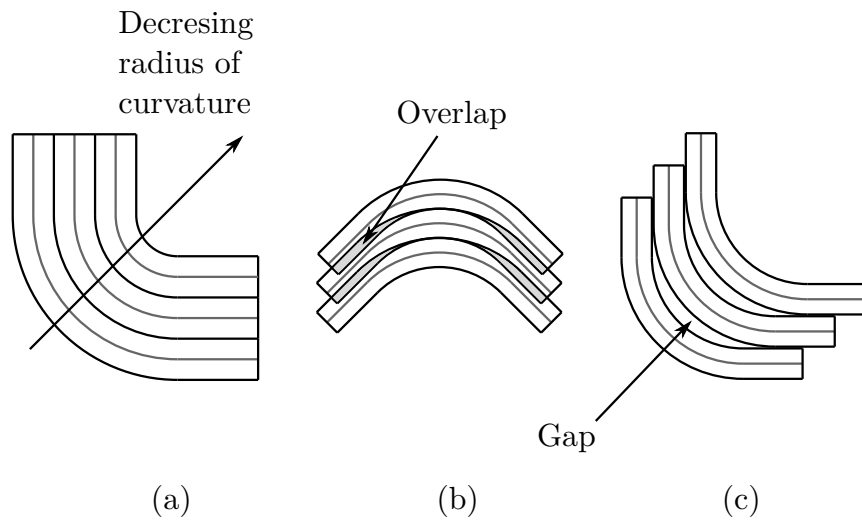 Decresing
radius of
curvature
Overlap
Gap
(a)
(b)
(c)